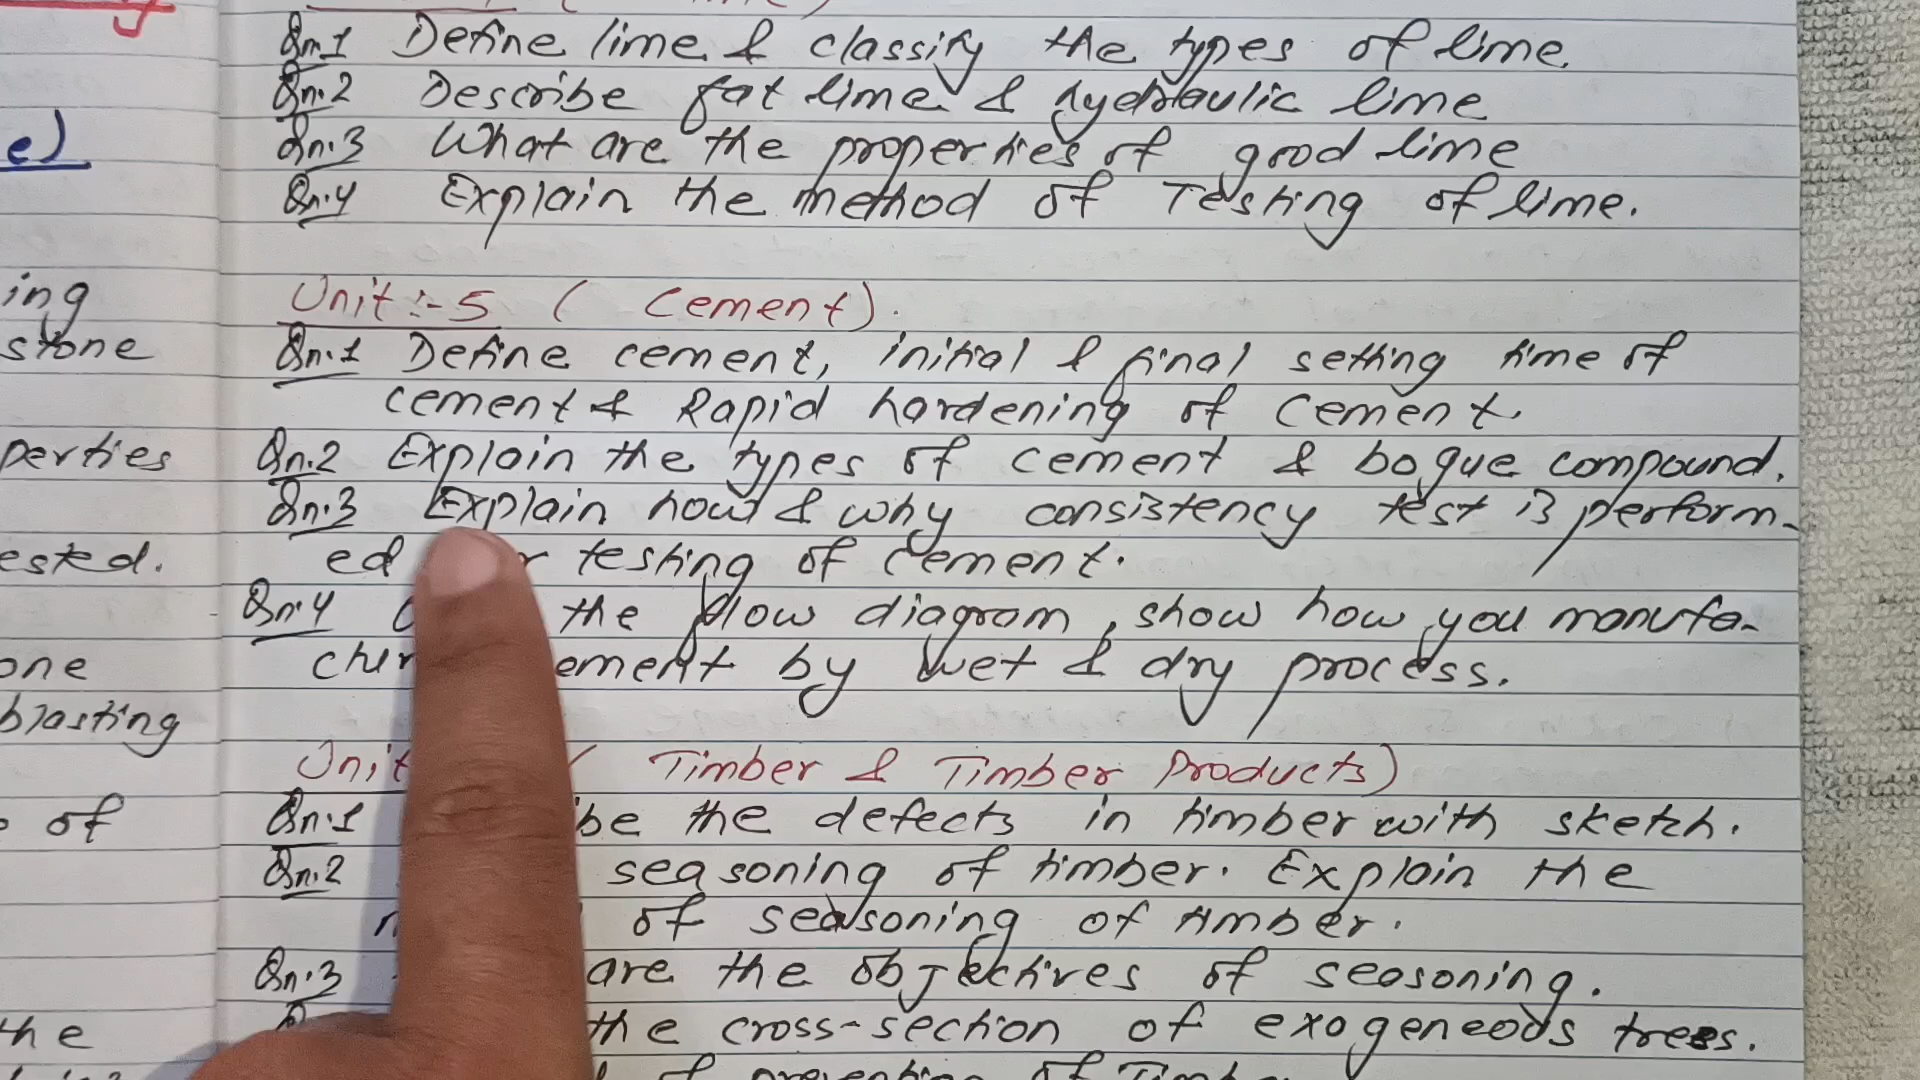 e)
ing
stone
perties
ested.
one
blasting
of
the
Qn.1 Define lime & classify the types of lime.
Qn.2 Describe fat lime & hydraulic lime
Qn.3 What are the properties of good lime
Qn.4 Explain the method of Testing of lime.
Unit:-5 ( Cement).
Qn.1 Define cement, initial & final setting time of
cement & Rapid hardening of cement.
Qn.2 Explain the types of cement & bogue compound.
Qn.3 Explain how & why consistency test is perform-
ed testing of cement.
Qn.4 the flow diagram, show how you manufa-
ctur ement by wet & dry process.
Unit ( Timber & Timber Products)
Qn.1 be the defects in timber with sketch.
Qn.2 seasoning of timber. Explain the
of seasoning of timber.
Qn.3 are the objectives of seasoning.
the cross-section of exogeneous trees.
of prevention of